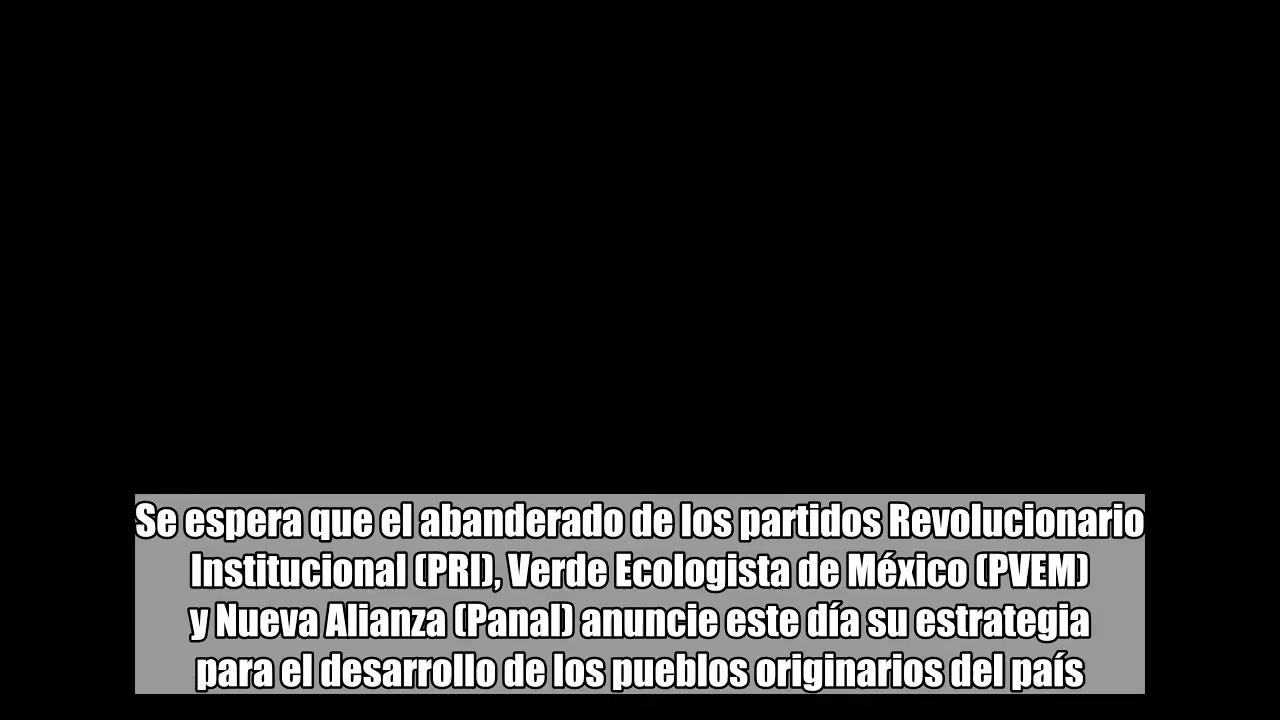 Se espera que el abanderado de los partidos Revolucionario
Institucional (PRI), Verde Ecologista de México (PVEM)
y Nueva Alianza (Panal) anuncie este día su estrategia
para el desarrollo de los pueblos originarios del país